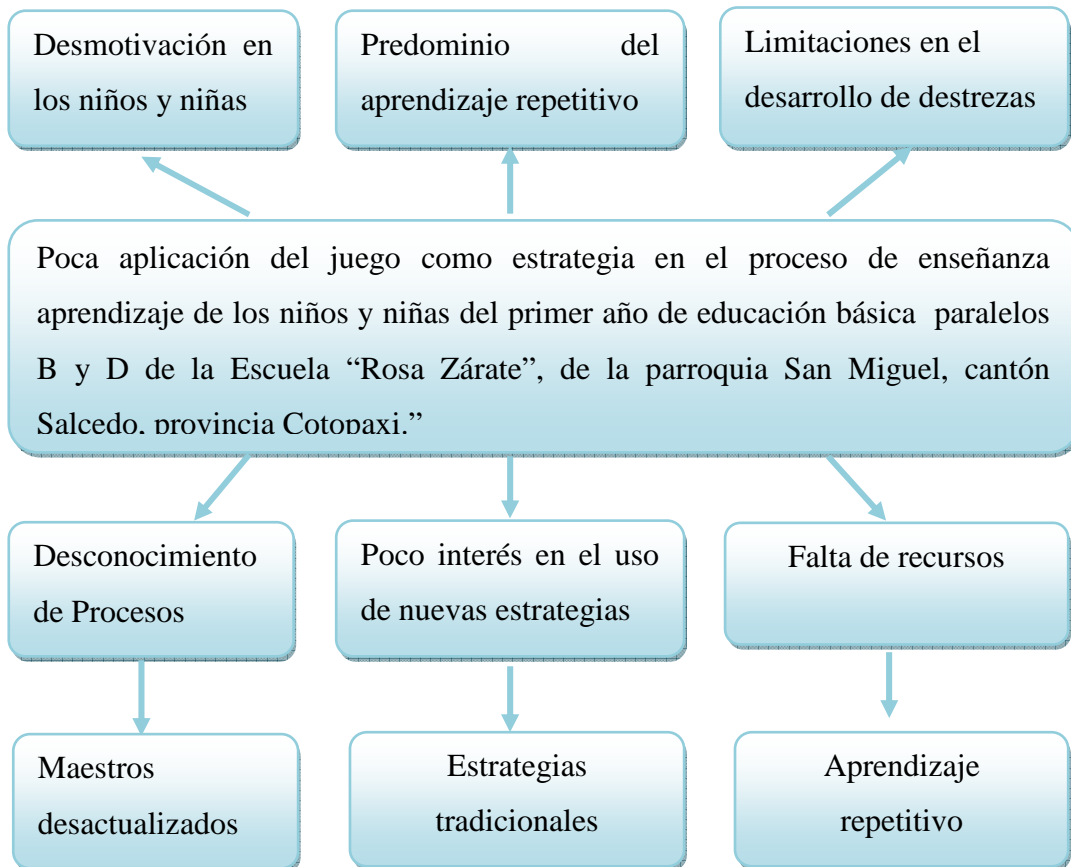 Desmotivación en
los niños y niñas
Predominio del
aprendizaje repetitivo
Limitaciones en el
desarrollo de destrezas
Poca aplicación del juego como estrategia en el proceso de enseñanza
aprendizaje de los niños y niñas del primer año de educación básica paralelos
B y D de la Escuela “Rosa Zárate”, de la parroquia San Miguel, cantón
Salcedo, provincia Cotopaxi.”
Desconocimiento
de Procesos
Poco interés en el uso
de nuevas estrategias
Falta de recursos
Maestros
desactualizados
Estrategias
tradicionales
Aprendizaje
repetitivo